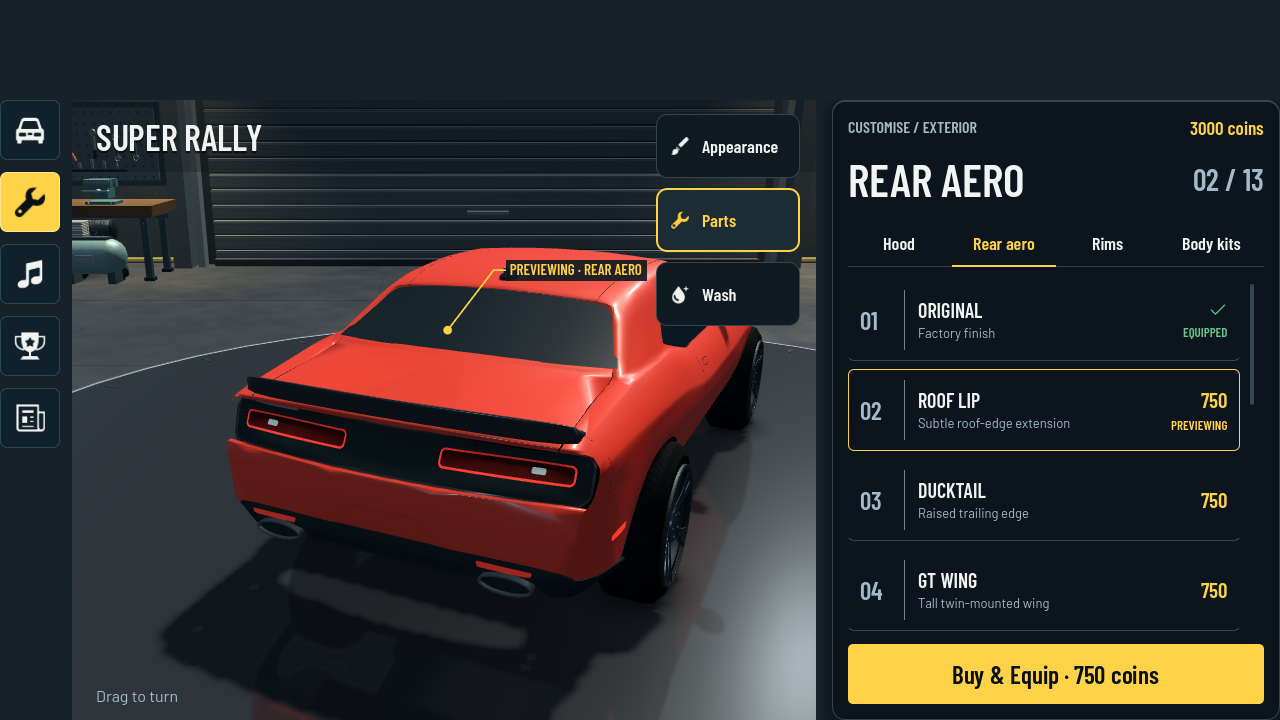 SUPER RALLY
Appearance
Parts
Wash
PREVIEWING · REAR AERO
Drag to turn
CUSTOMISE / EXTERIOR
3000 coins
REAR AERO
02 / 13
Hood
Rear aero
Rims
Body kits
01
ORIGINAL
Factory finish
EQUIPPED
02
ROOF LIP
Subtle roof-edge extension
750
PREVIEWING
03
DUCKTAIL
Raised trailing edge
750
04
GT WING
Tall twin-mounted wing
750
Buy & Equip · 750 coins